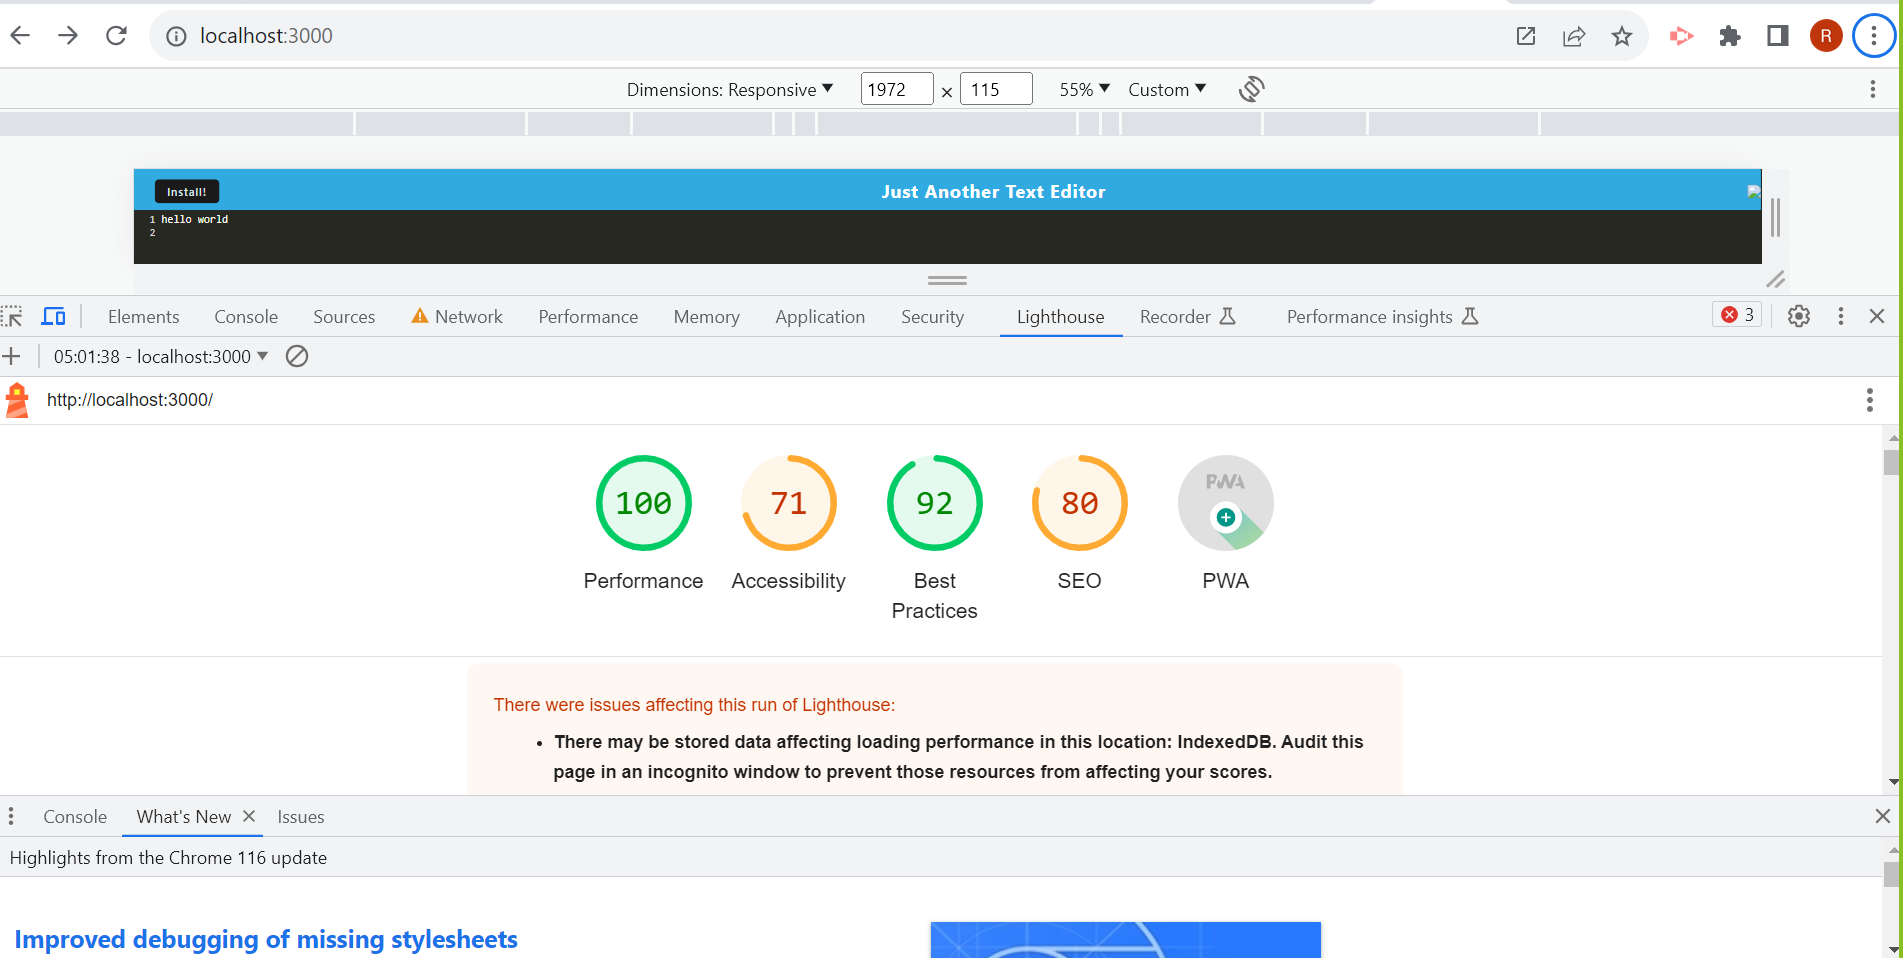 localhost:3000
R
Dimensions: Responsive 1972 × 115 55% Custom
Install! Just Another Text Editor
1 hello world
2
Elements Console Sources Network Performance Memory Application Security Lighthouse Recorder Performance insights 3
05:01:38 - localhost:3000
http://localhost:3000/
100 71 92 80 PWA
Performance Accessibility Best Practices SEO PWA
There were issues affecting this run of Lighthouse:
• There may be stored data affecting loading performance in this location: IndexedDB. Audit this
page in an incognito window to prevent those resources from affecting your scores.
Console What's New Issues
Highlights from the Chrome 116 update
Improved debugging of missing stylesheets